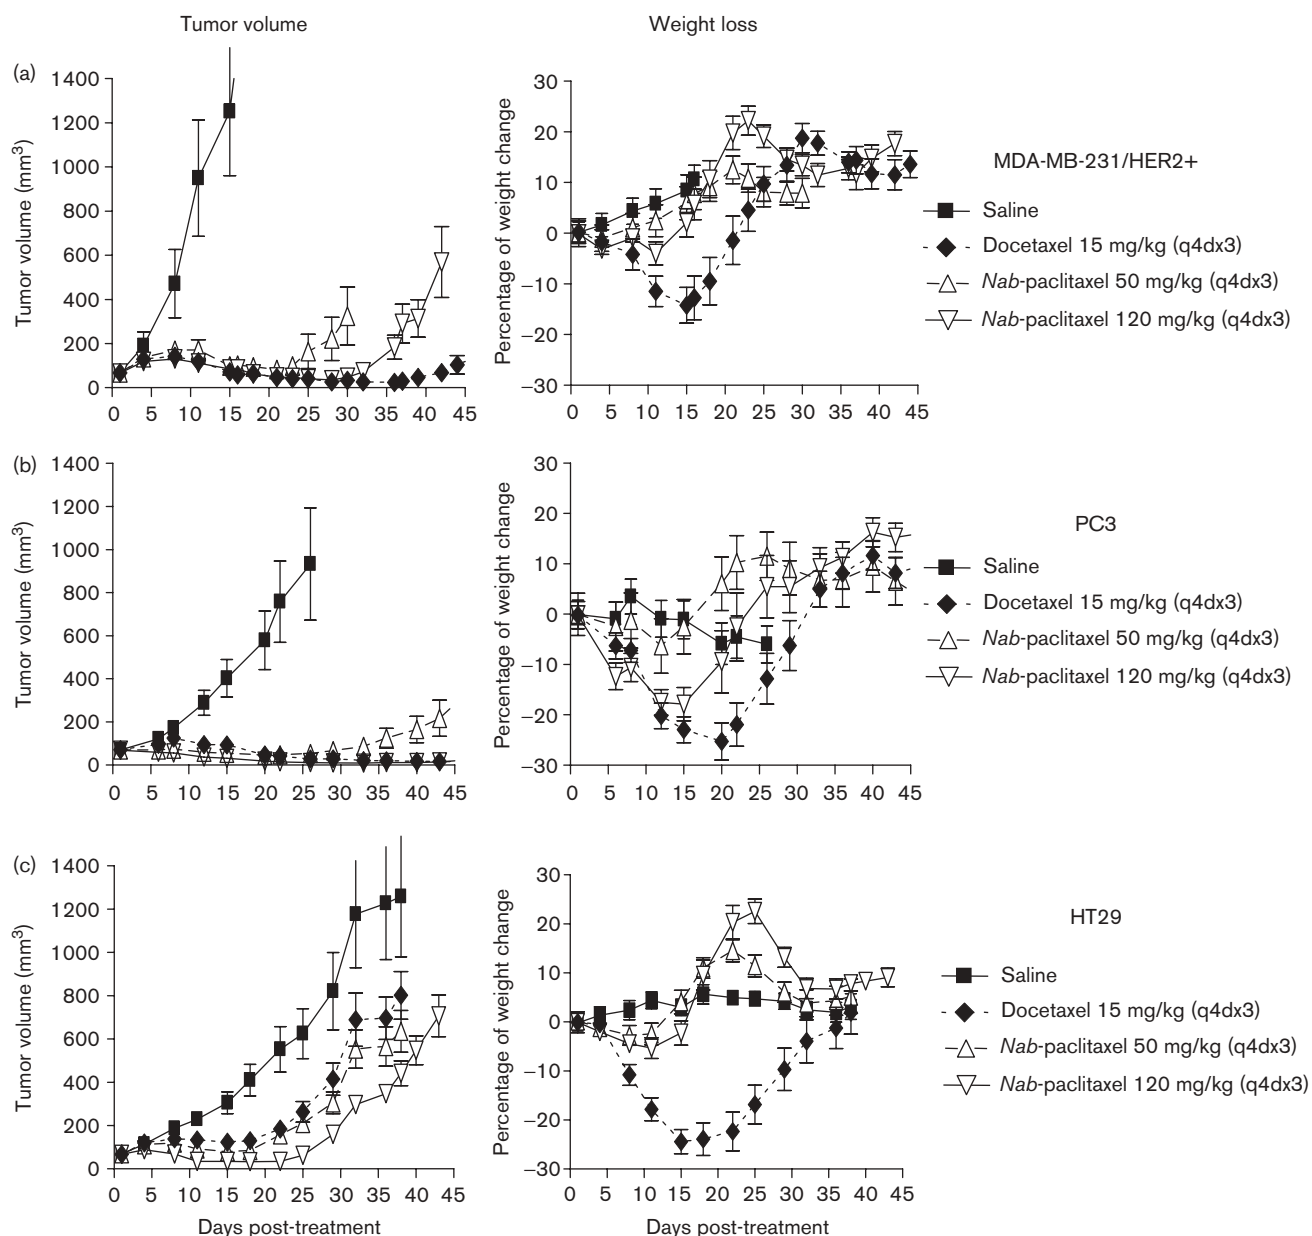 Tumor volume
Weight loss
(a)
Tumor volume (mm³)
1400
1200
1000
800
600
400
200
0
0 5 10 15 20 25 30 35 40 45
Percentage of weight change
30
20
10
0
−10
−20
−30
0 5 10 15 20 25 30 35 40 45
MDA-MB-231/HER2+
Saline
Docetaxel 15 mg/kg (q4dx3)
Nab-paclitaxel 50 mg/kg (q4dx3)
Nab-paclitaxel 120 mg/kg (q4dx3)
(b)
Tumor volume (mm³)
1400
1200
1000
800
600
400
200
0
0 5 10 15 20 25 30 35 40 45
Percentage of weight change
30
20
10
0
−10
−20
−30
0 5 10 15 20 25 30 35 40 45
PC3
Saline
Docetaxel 15 mg/kg (q4dx3)
Nab-paclitaxel 50 mg/kg (q4dx3)
Nab-paclitaxel 120 mg/kg (q4dx3)
(c)
Tumor volume (mm³)
1400
1200
1000
800
600
400
200
0
0 5 10 15 20 25 30 35 40 45
Days post-treatment
Percentage of weight change
30
20
10
0
−10
−20
−30
0 5 10 15 20 25 30 35 40 45
Days post-treatment
HT29
Saline
Docetaxel 15 mg/kg (q4dx3)
Nab-paclitaxel 50 mg/kg (q4dx3)
Nab-paclitaxel 120 mg/kg (q4dx3)